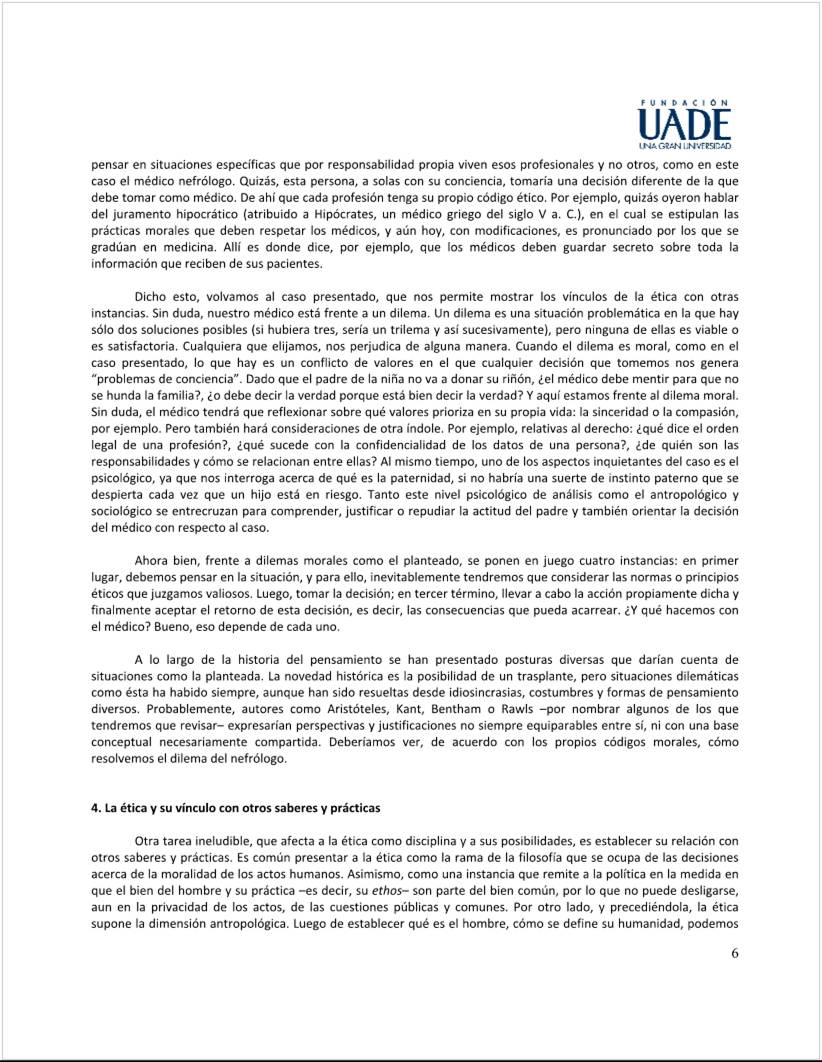 FUNDACIÓN
UADE
UNA GRAN UNIVERSIDAD
pensar en situaciones específicas que por responsabilidad propia viven esos profesionales y no otros, como en este
caso el médico nefrólogo. Quizás, esta persona, a solas con su conciencia, tomaría una decisión diferente de la que
debe tomar como médico. De ahí que cada profesión tenga su propio código ético. Por ejemplo, quizás oyeron hablar
del juramento hipocrático (atribuido a Hipócrates, un médico griego del siglo V a. C.), en el cual se estipulan las
prácticas morales que deben respetar los médicos, y aún hoy, con modificaciones, es pronunciado por los que se
gradúan en medicina. Allí es donde dice, por ejemplo, que los médicos deben guardar secreto sobre toda la
información que reciben de sus pacientes.
Dicho esto, volvamos al caso presentado, que nos permite mostrar los vínculos de la ética con otras
instancias. Sin duda, nuestro médico está frente a un dilema. Un dilema es una situación problemática en la que hay
sólo dos soluciones posibles (si hubiera tres, sería un trilema y así sucesivamente), pero ninguna de ellas es viable o
es satisfactoria. Cualquiera que elijamos, nos perjudica de alguna manera. Cuando el dilema es moral, como en el
caso presentado, lo que hay es un conflicto de valores en el que cualquier decisión que tomemos nos genera
“problemas de conciencia”. Dado que el padre de la niña no va a donar su riñón, ¿el médico debe mentir para que no
se hunda la familia?, ¿o debe decir la verdad porque está bien decir la verdad? Y aquí estamos frente al dilema moral.
Sin duda, el médico tendrá que reflexionar sobre qué valores prioriza en su propia vida: la sinceridad o la compasión,
por ejemplo. Pero también hará consideraciones de otra índole. Por ejemplo, relativas al derecho: ¿qué dice el orden
legal de una profesión?, ¿qué sucede con la confidencialidad de los datos de una persona?, ¿de quién son las
responsabilidades y cómo se relacionan entre ellas? Al mismo tiempo, uno de los aspectos inquietantes del caso es el
psicológico, ya que nos interroga acerca de qué es la paternidad, si no habría una suerte de instinto paterno que se
despierta cada vez que un hijo está en riesgo. Tanto este nivel psicológico de análisis como el antropológico y
sociológico se entrecruzan para comprender, justificar o repudiar la actitud del padre y también orientar la decisión
del médico con respecto al caso.
Ahora bien, frente a dilemas morales como el planteado, se ponen en juego cuatro instancias: en primer
lugar, debemos pensar en la situación, y para ello, inevitablemente tendremos que considerar las normas o principios
éticos que juzgamos valiosos. Luego, tomar la decisión; en tercer término, llevar a cabo la acción propiamente dicha y
finalmente aceptar el retorno de esta decisión, es decir, las consecuencias que pueda acarrear. ¿Y qué hacemos con
el médico? Bueno, eso depende de cada uno.
A lo largo de la historia del pensamiento se han presentado posturas diversas que darían cuenta de
situaciones como la planteada. La novedad histórica es la posibilidad de un trasplante, pero situaciones dilemáticas
como ésta ha habido siempre, aunque han sido resueltas desde idiosincrasias, costumbres y formas de pensamiento
diversos. Probablemente, autores como Aristóteles, Kant, Bentham o Rawls –por nombrar algunos de los que
tendremos que revisar– expresarían perspectivas y justificaciones no siempre equiparables entre sí, ni con una base
conceptual necesariamente compartida. Deberíamos ver, de acuerdo con los propios códigos morales, cómo
resolvemos el dilema del nefrólogo.
4. La ética y su vínculo con otros saberes y prácticas
Otra tarea ineludible, que afecta a la ética como disciplina y a sus posibilidades, es establecer su relación con
otros saberes y prácticas. Es común presentar a la ética como la rama de la filosofía que se ocupa de las decisiones
acerca de la moralidad de los actos humanos. Asimismo, como una instancia que remite a la política en la medida en
que el bien del hombre y su práctica –es decir, su ethos– son parte del bien común, por lo que no puede desligarse,
aun en la privacidad de los actos, de las cuestiones públicas y comunes. Por otro lado, y precediéndola, la ética
supone la dimensión antropológica. Luego de establecer qué es el hombre, cómo se define su humanidad, podemos
6